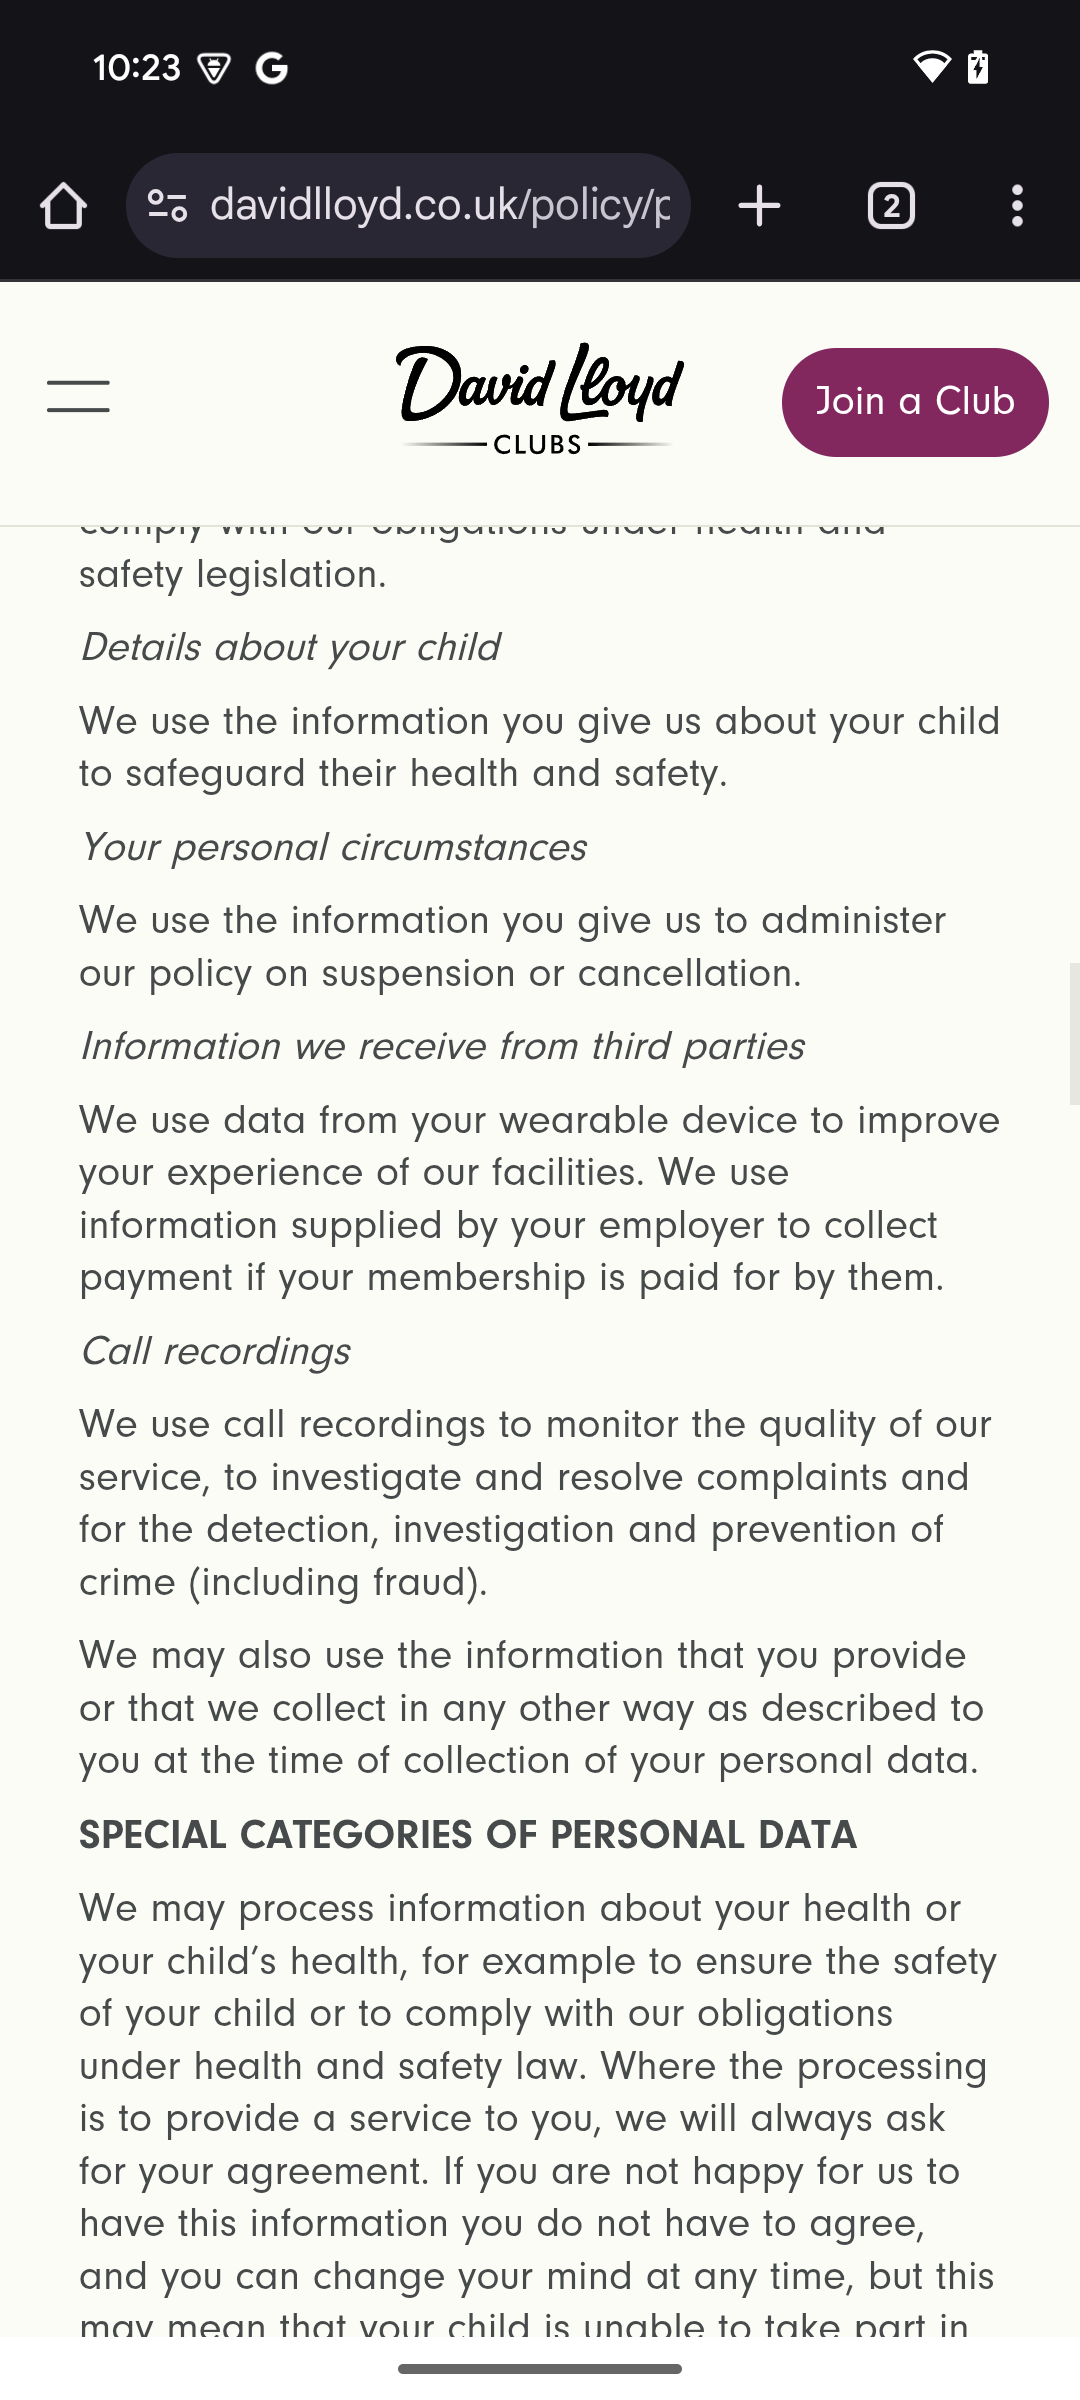 10:23
davidlloyd.co.uk/policy/p
2
David Lloyd
CLUBS
Join a Club
comply with our obligations under health and
safety legislation.
Details about your child
We use the information you give us about your child
to safeguard their health and safety.
Your personal circumstances
We use the information you give us to administer
our policy on suspension or cancellation.
Information we receive from third parties
We use data from your wearable device to improve
your experience of our facilities. We use
information supplied by your employer to collect
payment if your membership is paid for by them.
Call recordings
We use call recordings to monitor the quality of our
service, to investigate and resolve complaints and
for the detection, investigation and prevention of
crime (including fraud).
We may also use the information that you provide
or that we collect in any other way as described to
you at the time of collection of your personal data.
SPECIAL CATEGORIES OF PERSONAL DATA
We may process information about your health or
your child’s health, for example to ensure the safety
of your child or to comply with our obligations
under health and safety law. Where the processing
is to provide a service to you, we will always ask
for your agreement. If you are not happy for us to
have this information you do not have to agree,
and you can change your mind at any time, but this
may mean that your child is unable to take part in